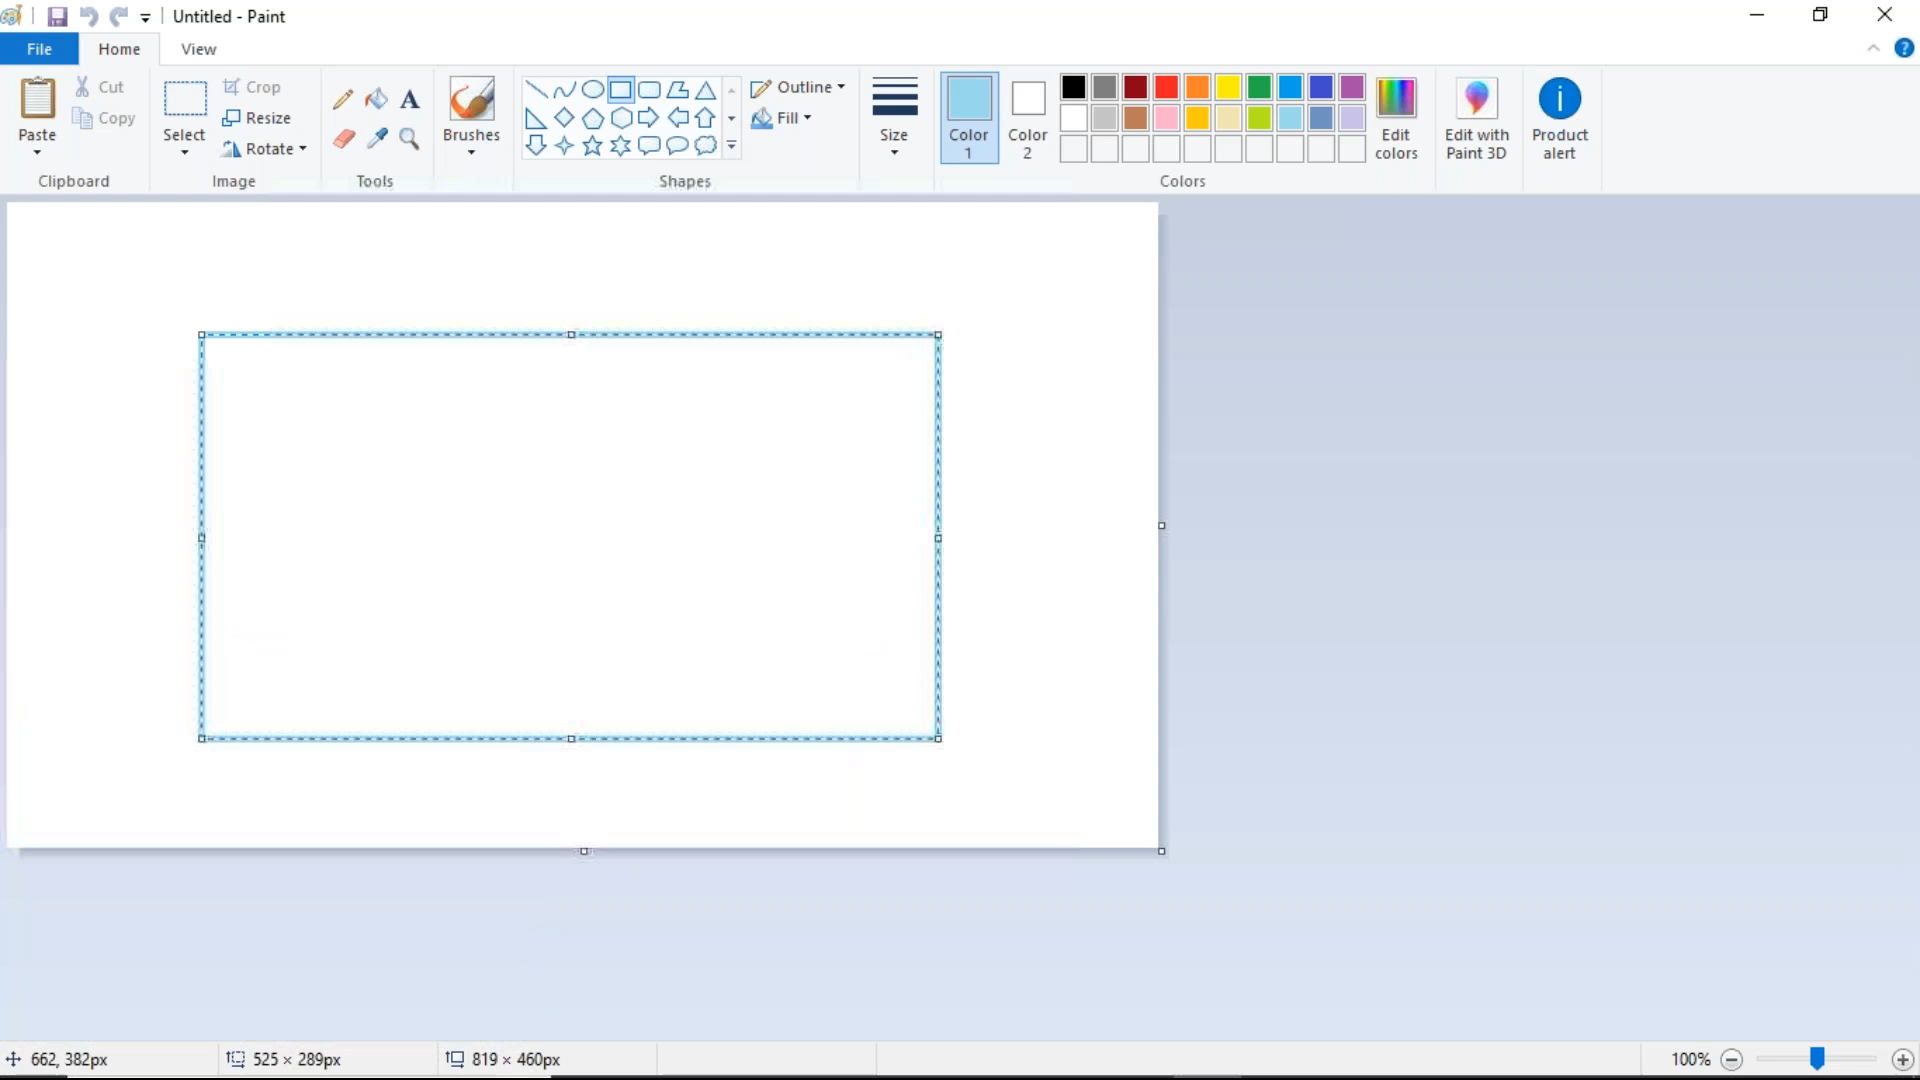 Untitled - Paint
File Home View
Paste
Cut
Copy
Clipboard
Select
Crop
Resize
Rotate
Image
A
Tools
Brushes
Shapes
Outline
Fill
Size
Color 1
Color 2
Colors
Edit colors
Edit with Paint 3D
Product alert
662, 382px
525 × 289px
819 × 460px
100%